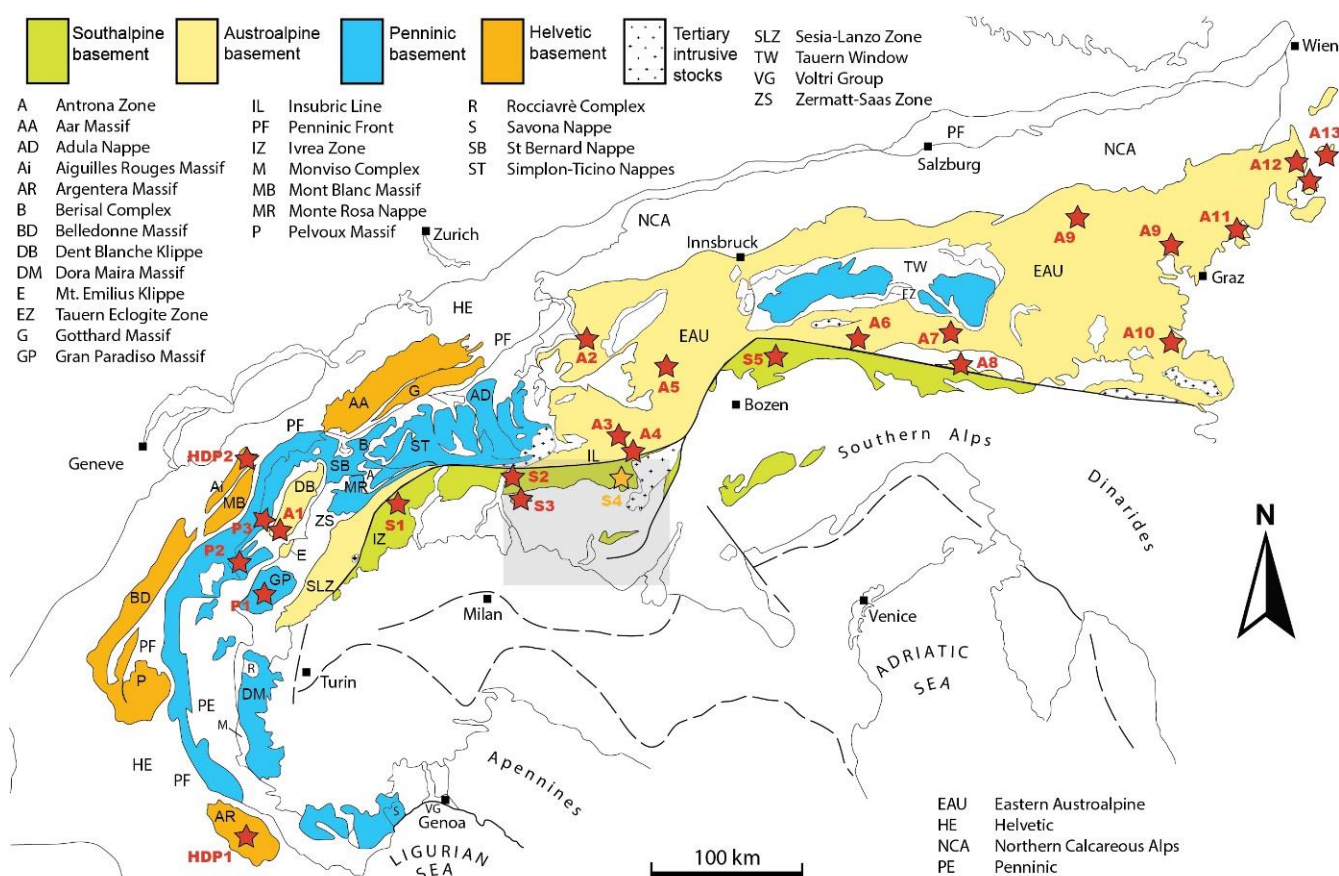 Southalpine basement
Austroalpine basement
Penninic basement
Helvetic basement
Tertiary intrusive stocks
SLZ Sesia-Lanzo Zone
TW Tauern Window
VG Voltri Group
ZS Zermatt-Saas Zone
A Antrona Zone
AA Aar Massif
AD Adula Nappe
Ai Aiguilles Rouges Massif
AR Argentera Massif
B Berisal Complex
BD Belledonne Massif
DB Dent Blanche Klippe
DM Dora Maira Massif
E Mt. Emilius Klippe
EZ Tauern Eclogite Zone
G Gotthard Massif
GP Gran Paradiso Massif
IL Insubric Line
PF Penninic Front
IZ Ivrea Zone
M Monviso Complex
MB Mont Blanc Massif
MR Monte Rosa Nappe
P Pelvoux Massif
R Rocciavrè Complex
S Savona Nappe
SB St Bernard Nappe
ST Simplon-Ticino Nappes
Wien
PF
Salzburg
NCA
A13
A12
A11
A9
A9
Graz
EAU
Zurich
NCA
Innsbruck
TW
EZ
HE
PF
EAU
A2
A5
A6
A7
A8
A10
S5
Bozen
AA
G
AD
PF
B
ST
SB
A
MR
A3
A4
IL
S2
S3
S4
S1
IZ
Geneve
HDP2
Ai
MB
DB
ZS
P3
A1
E
P2
GP
P1
SLZ
BD
PF
P
PE
R
DM
M
HE
PF
AR
HDP1
S
VG
Genoa
LIGURIAN SEA
Turin
Milan
Apennines
Southern Alps
Dinarides
Venice
ADRIATIC SEA
N
100 km
EAU Eastern Austroalpine
HE Helvetic
NCA Northern Calcareous Alps
PE Penninic